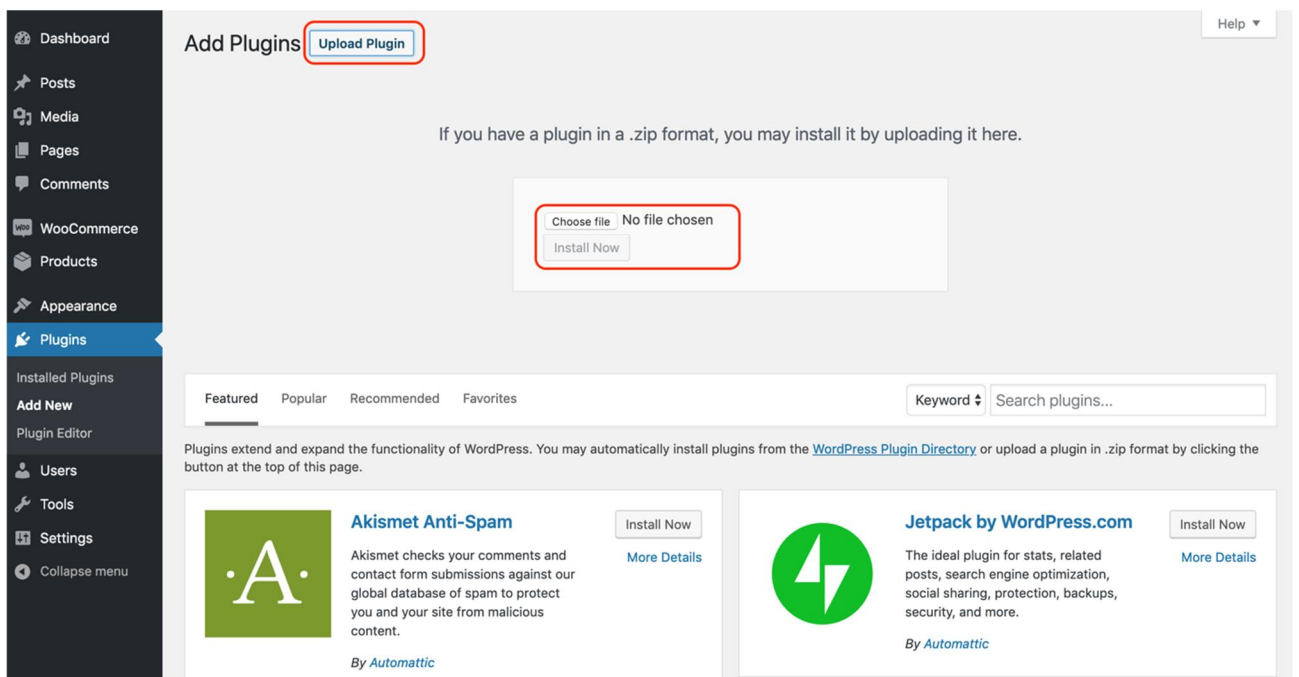 Dashboard
Posts
Media
Pages
Comments
WOO
WooCommerce
Products
Appearance
Plugins
Installed Plugins
Add New
Plugin Editor
Users
Tools
Settings
Collapse menu
Add Plugins Upload Plugin
Help
If you have a plugin in a .zip format, you may install it by uploading it here.
Choose file No file chosen
Install Now
Featured Popular Recommended Favorites
Keyword Search plugins...
Plugins extend and expand the functionality of WordPress. You may automatically install plugins from the WordPress Plugin Directory or upload a plugin in .zip format by clicking the
button at the top of this page.
·A·
Akismet Anti-Spam
Akismet checks your comments and
contact form submissions against our
global database of spam to protect
you and your site from malicious
content.
By Automattic
Install Now
More Details
Jetpack by WordPress.com
The ideal plugin for stats, related
posts, search engine optimization,
social sharing, protection, backups,
security, and more.
By Automattic
Install Now
More Details